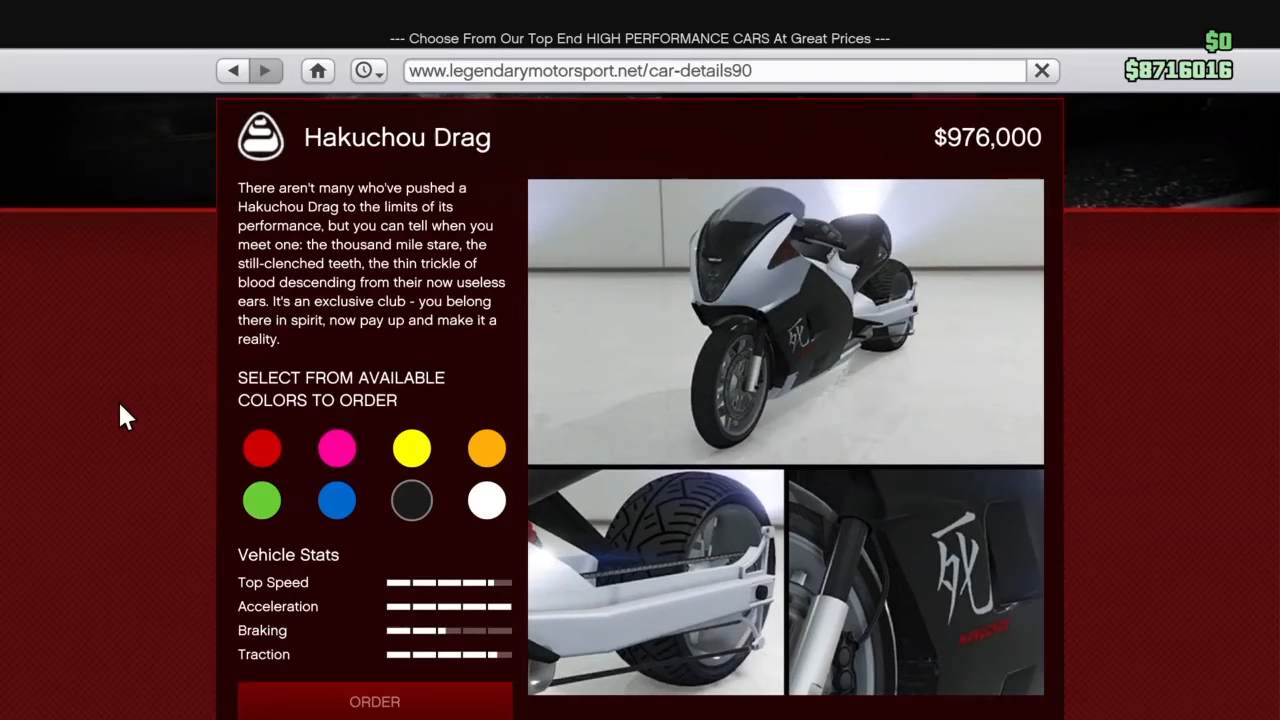 --- Choose From Our Top End HIGH PERFORMANCE CARS At Great Prices ---
$0
www.legendarymotorsport.net/car-details90
$8716016
Hakuchou Drag
$976,000
There aren't many who've pushed a
Hakuchou Drag to the limits of its
performance, but you can tell when you
meet one: the thousand mile stare, the
still-clenched teeth, the thin trickle of
blood descending from their now useless
ears. It's an exclusive club - you belong
there in spirit, now pay up and make it a
reality.
SELECT FROM AVAILABLE
COLORS TO ORDER
Vehicle Stats
Top Speed
Acceleration
Braking
Traction
ORDER
死
死